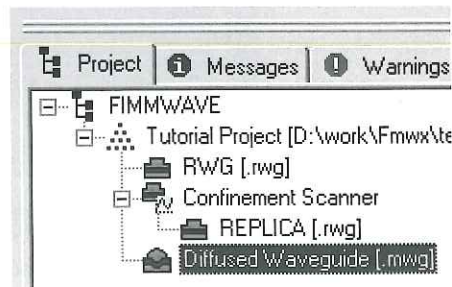 Project Messages Warnings
FIMMWAVE
Tutorial Project [D:\work\Fmwx\te
RWG [.rwg]
Confinement Scanner
REPLICA [.rwg]
Diffused Waveguide [.mwg]